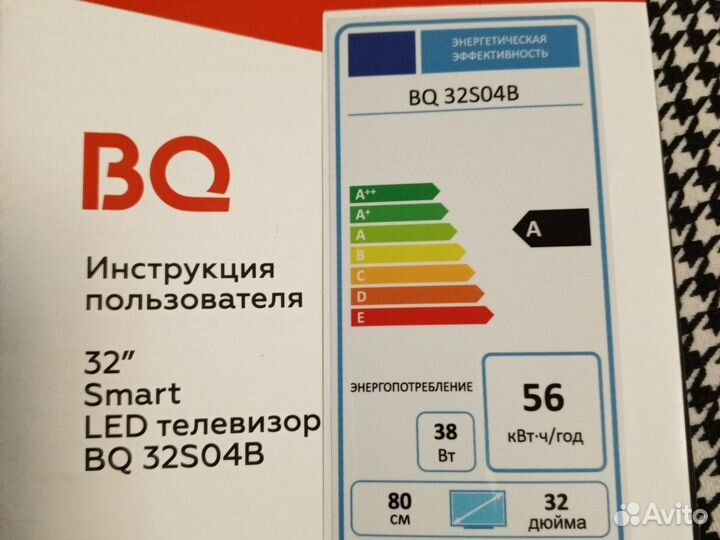 BQ
Инструкция
пользователя
32″
Smart
LED телевизор
BQ 32S04B
ЭНЕРГЕТИЧЕСКАЯ
ЭФФЕКТИВНОСТЬ
BQ 32S04B
A++
A+
A
B
C
D
E
A
ЭНЕРГОПОТРЕБЛЕНИЕ
38
Вт
56
кВт·ч/год
80
см
32
дюйма
Avito